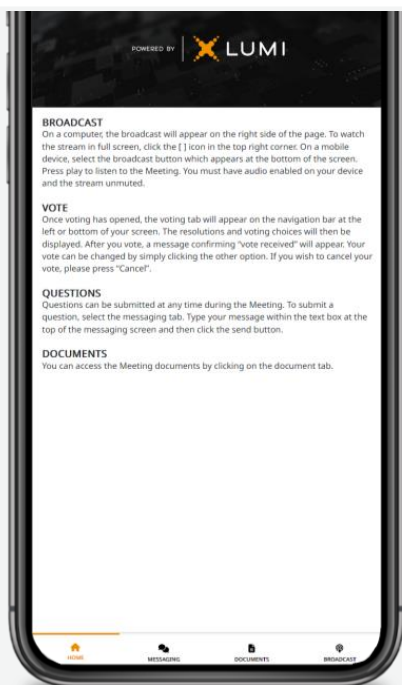 POWERED BY LUMI
BROADCAST
On a computer, the broadcast will appear on the right side of the page. To watch
the stream in full screen, click the [ ] icon in the top right corner. On a mobile
device, select the broadcast button which appears at the bottom of the screen.
Press play to listen to the Meeting. You must have audio enabled on your device
and the stream unmuted.
VOTE
Once voting has opened, the voting tab will appear on the navigation bar at the
left or bottom of your screen. The resolutions and voting choices will then be
displayed. After you vote, a message confirming “vote received” will appear. Your
vote can be changed by simply clicking the other option. If you wish to cancel your
vote, please press “Cancel”.
QUESTIONS
Questions can be submitted at any time during the Meeting. To submit a
question, select the messaging tab. Type your message within the text box at the
top of the messaging screen and then click the send button.
DOCUMENTS
You can access the Meeting documents by clicking on the document tab.
HOME MESSAGING DOCUMENTS BROADCAST